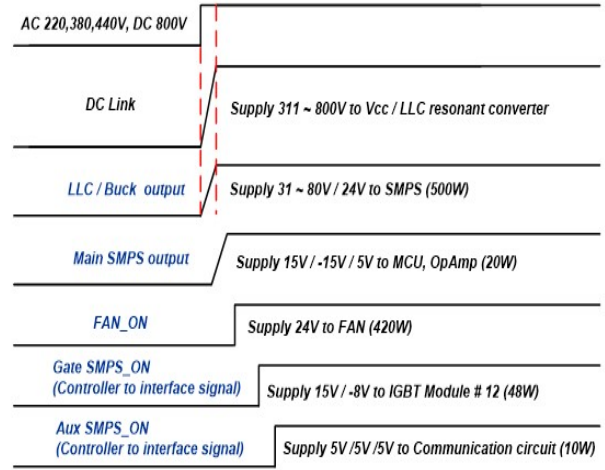 AC 220,380,440V, DC 800V
DC Link
Supply 311 ~ 800V to Vcc / LLC resonant converter
LLC / Buck output
Supply 31 ~ 80V / 24V to SMPS (500W)
Main SMPS output
Supply 15V / -15V / 5V to MCU, OpAmp (20W)
FAN_ON
Supply 24V to FAN (420W)
Gate SMPS_ON
(Controller to interface signal)
Supply 15V / -8V to IGBT Module # 12 (48W)
Aux SMPS_ON
(Controller to interface signal)
Supply 5V /5V /5V to Communication circuit (10W)